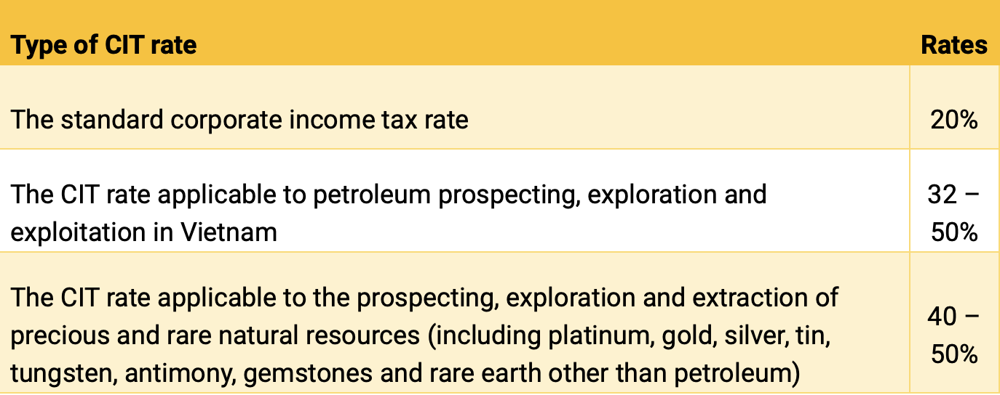 Type of CIT rate Rates
The standard corporate income tax rate 20%
The CIT rate applicable to petroleum prospecting, exploration and
exploitation in Vietnam
32 –
50%
The CIT rate applicable to the prospecting, exploration and extraction of
precious and rare natural resources (including platinum, gold, silver, tin,
tungsten, antimony, gemstones and rare earth other than petroleum)
40 –
50%